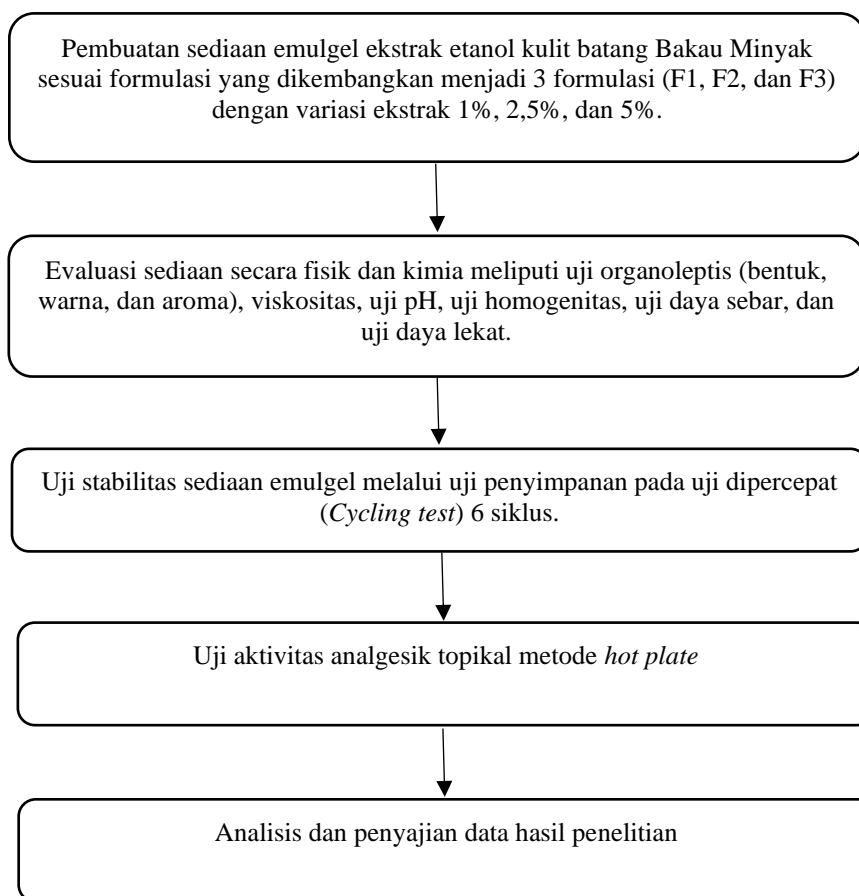 Pembuatan sediaan emulgel ekstrak etanol kulit batang Bakau Minyak
sesuai formulasi yang dikembangkan menjadi 3 formulasi (F1, F2, dan F3)
dengan variasi ekstrak 1%, 2,5%, dan 5%.
Evaluasi sediaan secara fisik dan kimia meliputi uji organoleptis (bentuk,
warna, dan aroma), viskositas, uji pH, uji homogenitas, uji daya sebar, dan
uji daya lekat.
Uji stabilitas sediaan emulgel melalui uji penyimpanan pada uji dipercepat
(Cycling test) 6 siklus.
Uji aktivitas analgesik topikal metode hot plate
Analisis dan penyajian data hasil penelitian